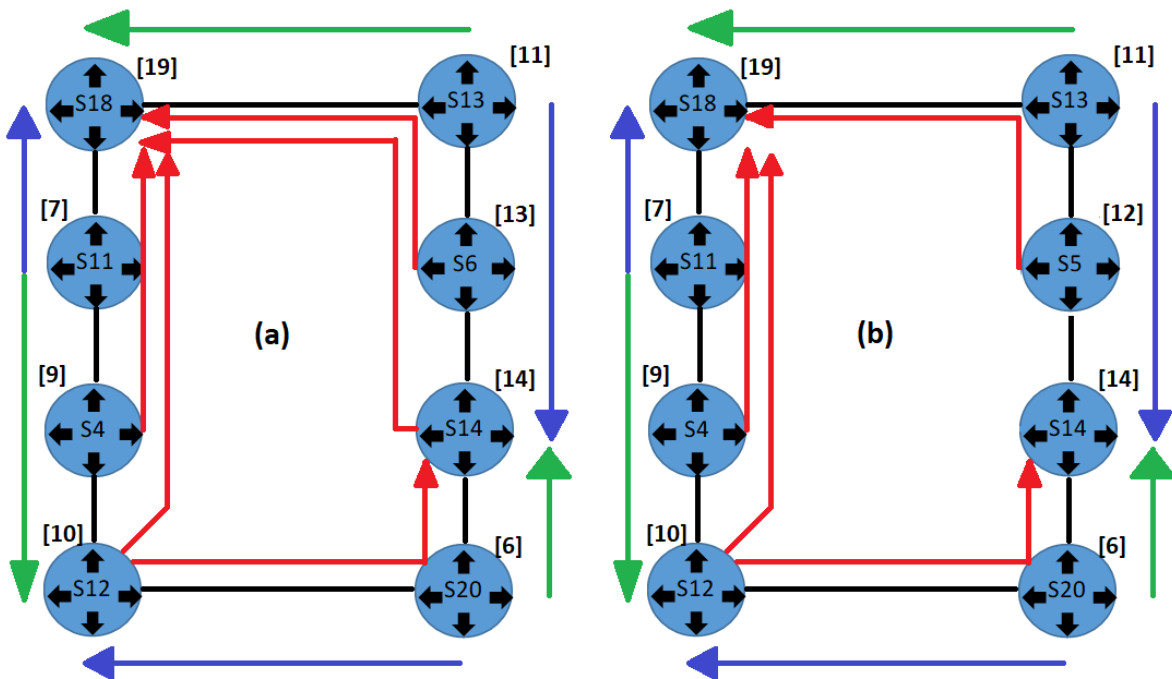 [19] [11] [19] [11]
S18 S13 S18 S13
[7] [13] [7] [12]
S11 S6 S11 S5
(a) (b)
[9] [14] [9] [14]
S4 S14 S4 S14
[10] [6] [10] [6]
S12 S20 S12 S20